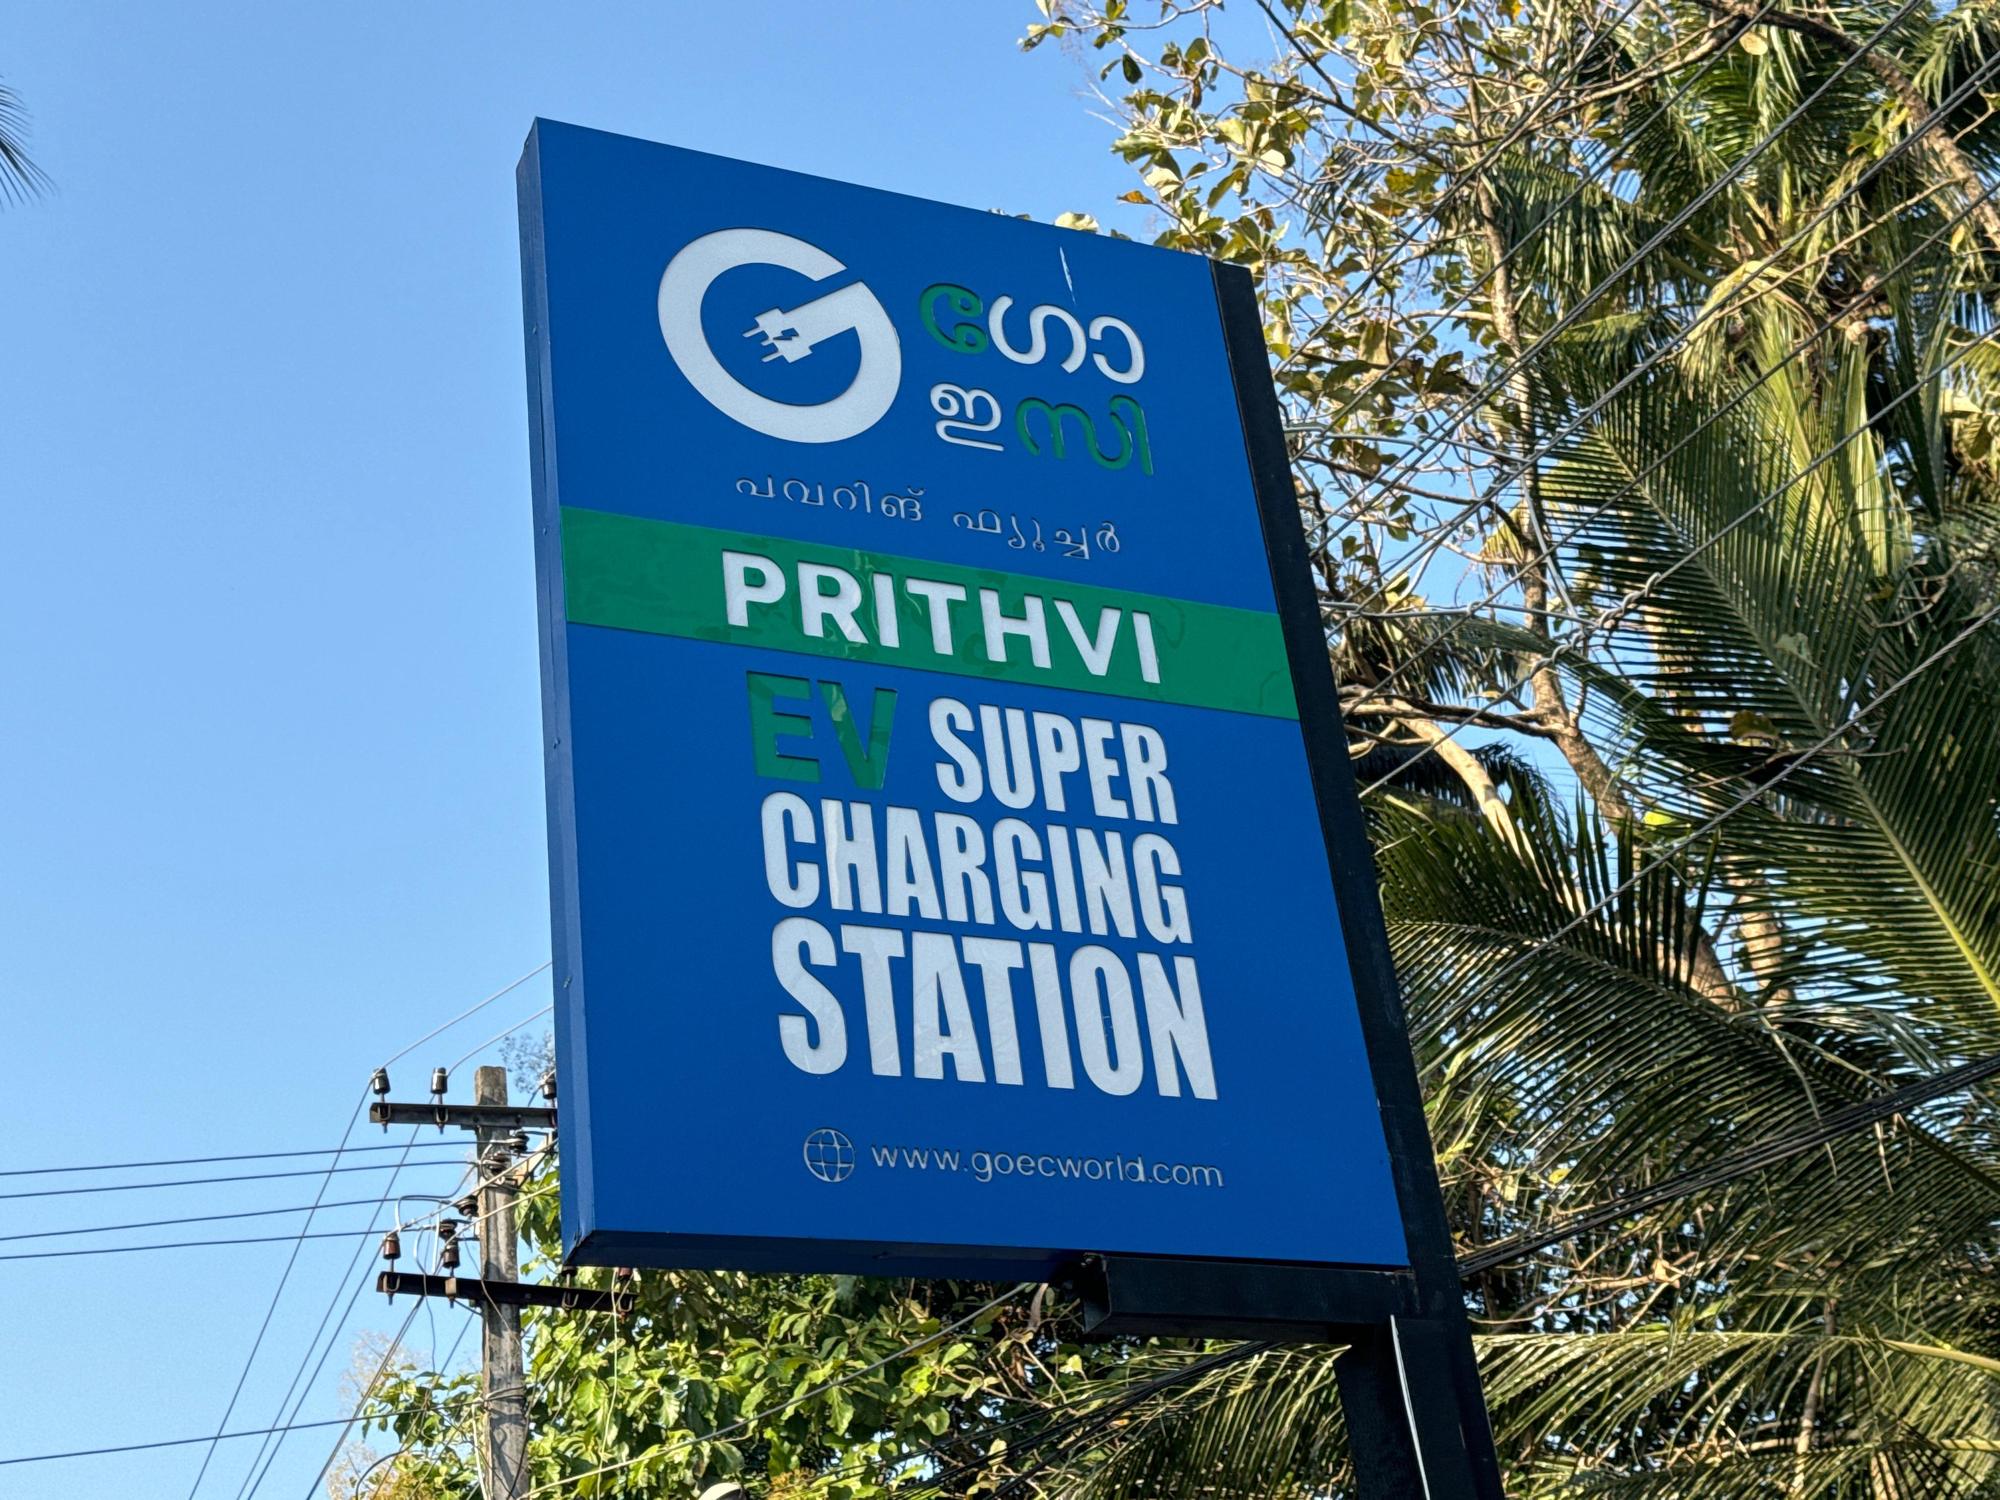 ഗോ
ഇസി
പവറിങ് ഫ്യൂച്ചർ
PRITHVI
EV SUPER
CHARGING
STATION
www.goecworld.com